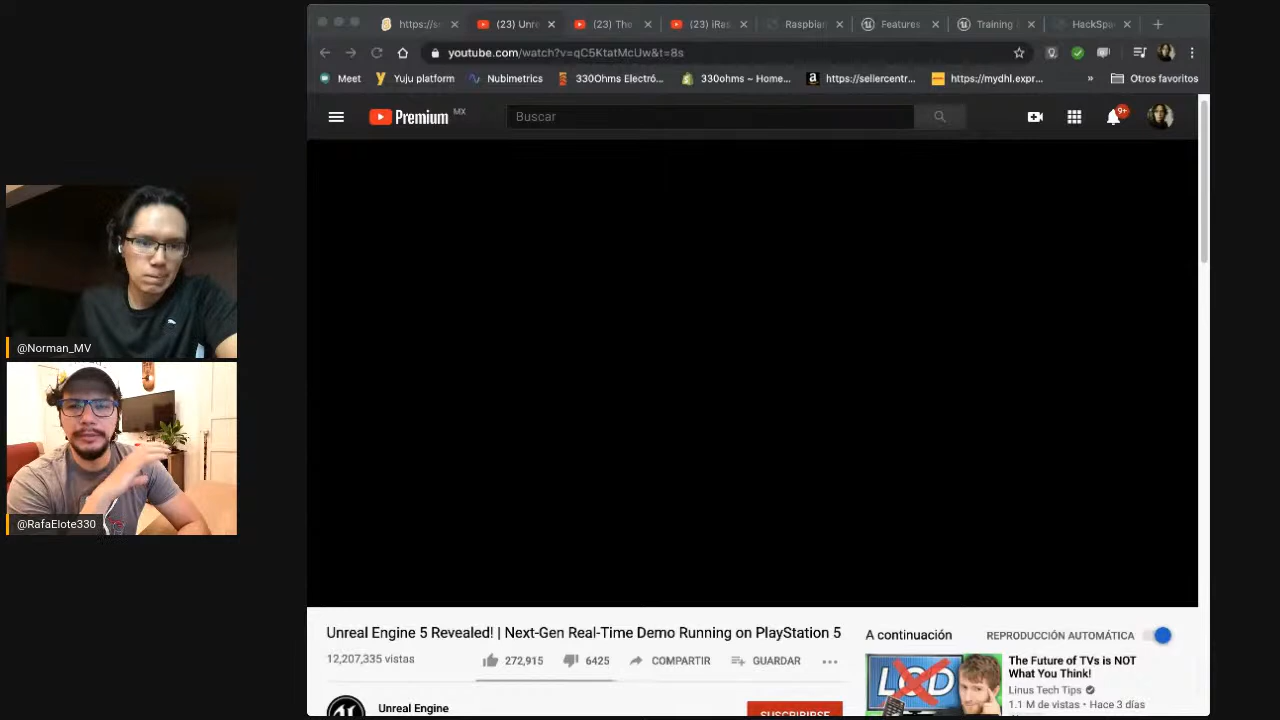 https://se
(23) Unre
(23) The
(23) iRas
Raspbia
Features
Training
HackSpa
youtube.com/watch?v=qC5KtatMcUw&t=8s
Meet
Yuju platform
Nubimetrics
330Ohms Electró...
330ohms ~ Home...
https://sellercentr...
https://mydhl.expr...
»
Otros favoritos
Premium MX
Buscar
9+
@Norman_MV
@RafaElote330
Unreal Engine 5 Revealed! | Next-Gen Real-Time Demo Running on PlayStation 5
12,207,335 vistas
272,915
6425
COMPARTIR
GUARDAR
Unreal Engine
SUSCRIBIRSE
A continuación
REPRODUCCIÓN AUTOMÁTICA
LCD
The Future of TVs is NOT
What You Think!
Linus Tech Tips
1.1 M de vistas • Hace 3 días